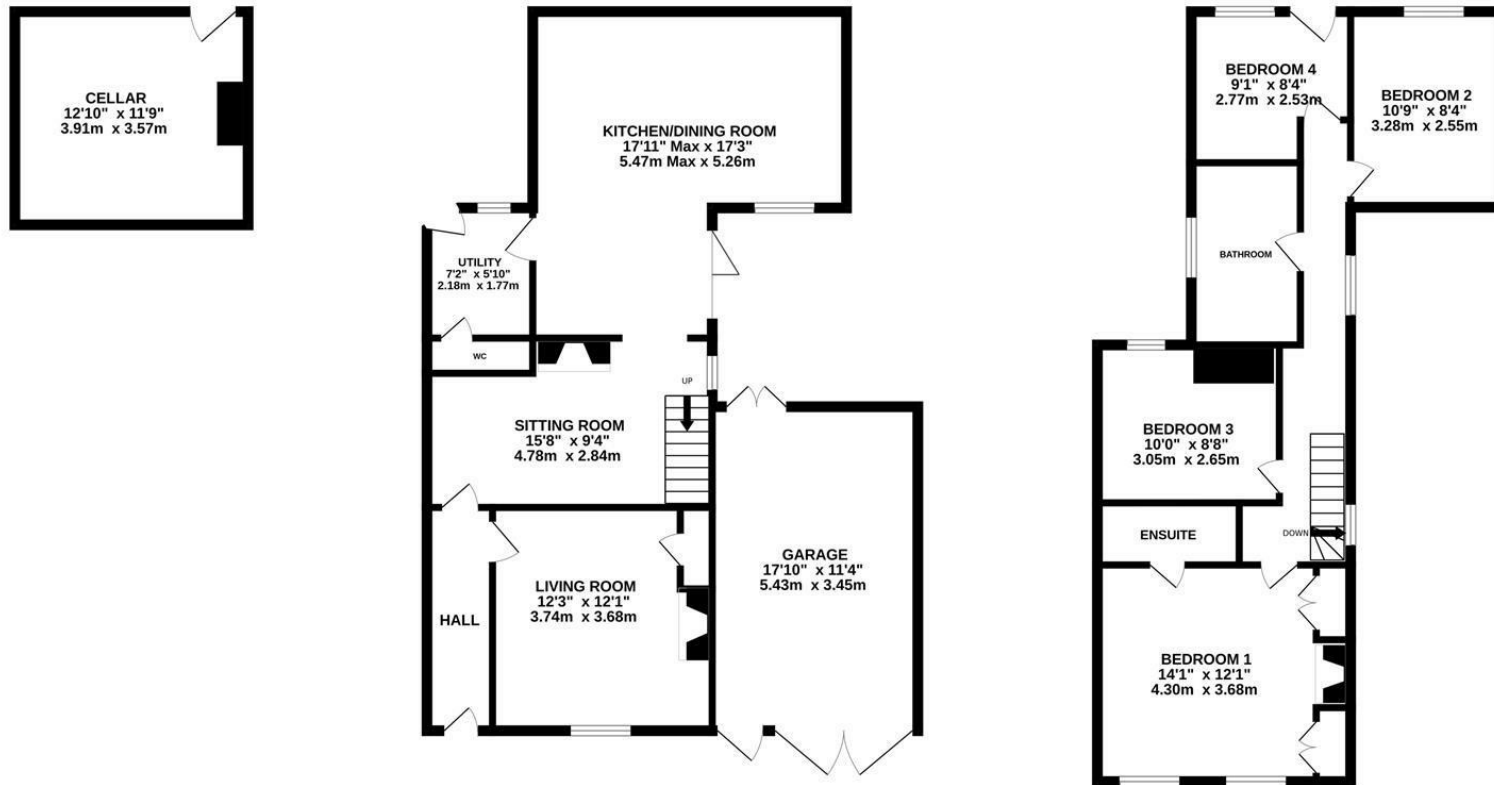 CELLAR
12'10" x 11'9"
3.91m x 3.57m
KITCHEN/DINING ROOM
17'11" Max x 17'3"
5.47m Max x 5.26m
UTILITY
7'2" x 5'10"
2.18m x 1.77m
WC
UP
SITTING ROOM
15'8" x 9'4"
4.78m x 2.84m
HALL
LIVING ROOM
12'3" x 12'1"
3.74m x 3.68m
GARAGE
17'10" x 11'4"
5.43m x 3.45m
BEDROOM 4
9'1" x 8'4"
2.77m x 2.53m
BEDROOM 2
10'9" x 8'4"
3.28m x 2.55m
BATHROOM
BEDROOM 3
10'0" x 8'8"
3.05m x 2.65m
ENSUITE
DOWN
BEDROOM 1
14'1" x 12'1"
4.30m x 3.68m